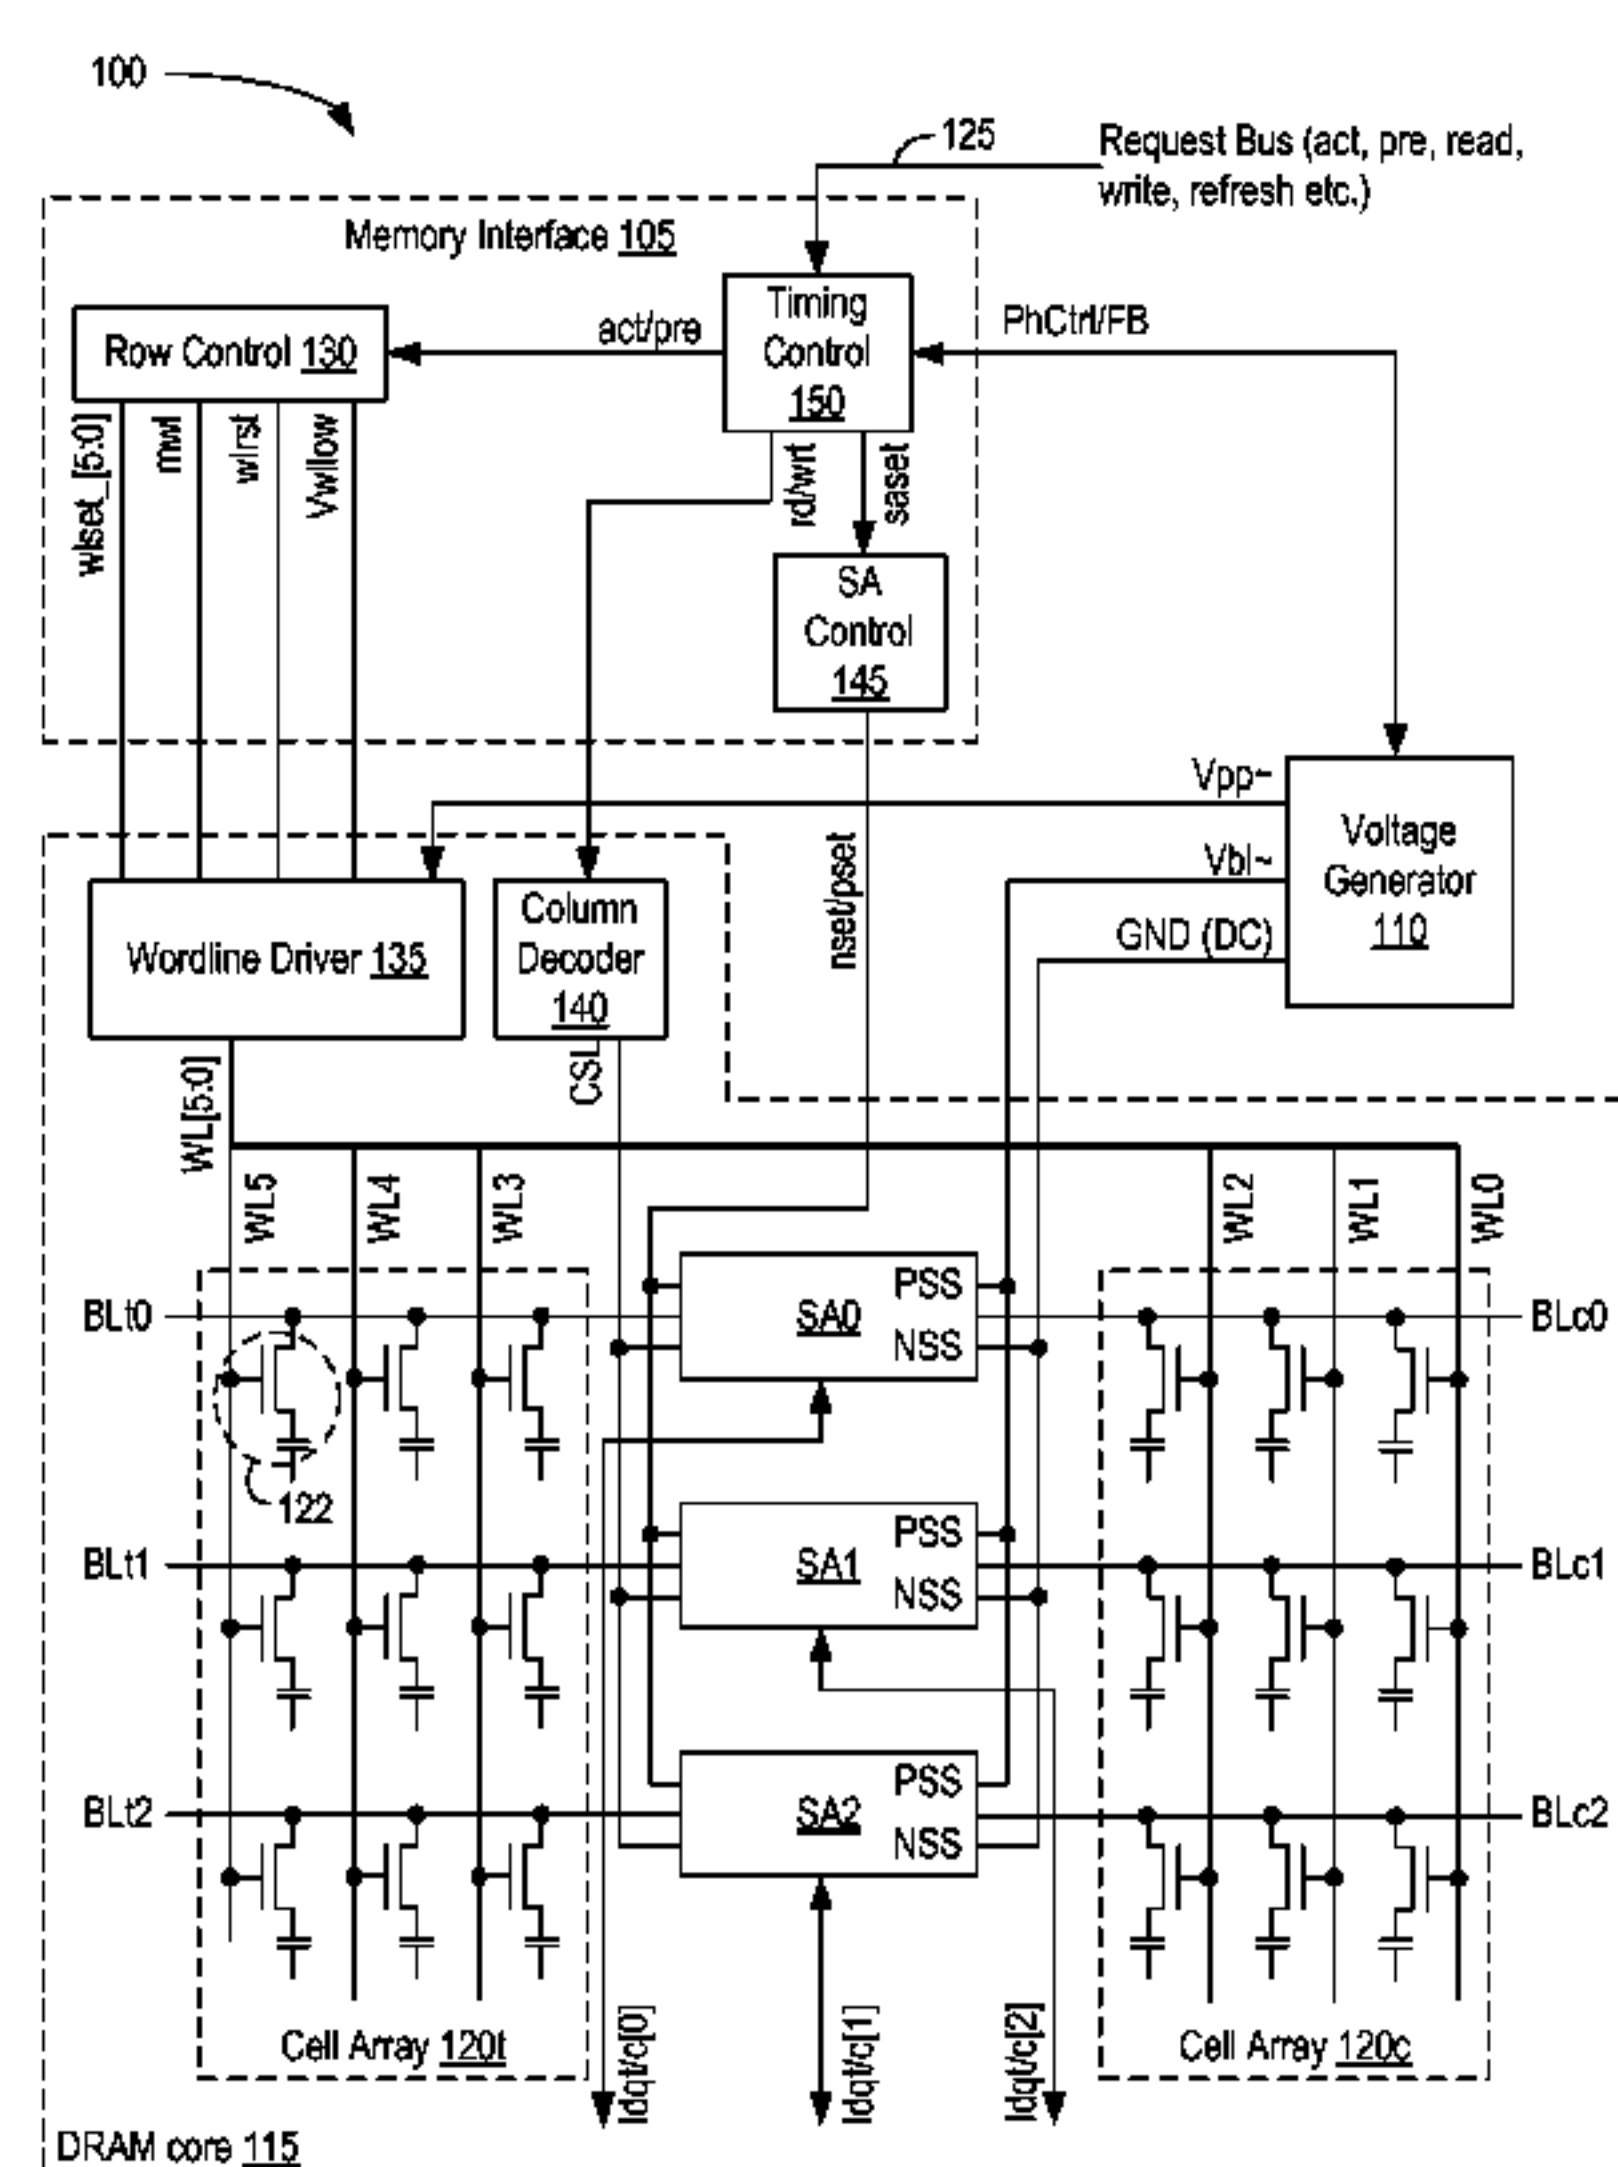 100
125
Request Bus (act, pre, read,
write, refresh etc.)
Memory Interface 105
Timing
Control
150
act/pre
PhCtrl/FB
Row Control 130
wlset_[5:0]
mwl
wlrst
Vwllow
rd/wrt
saset
SA
Control
145
Vpp~
Vbl~
GND (DC)
Voltage
Generator
110
nset/pset
Wordline Driver 135
Column
Decoder
140
WL[5:0]
CSL
WL5
WL4
WL3
WL2
WL1
WL0
BLt0
SA0
PSS
NSS
BLc0
122
BLt1
SA1
PSS
NSS
BLc1
BLt2
SA2
PSS
NSS
BLc2
Cell Array 120t
ldqt/c[0]
ldqt/c[1]
ldqt/c[2]
Cell Array 120c
DRAM core 115